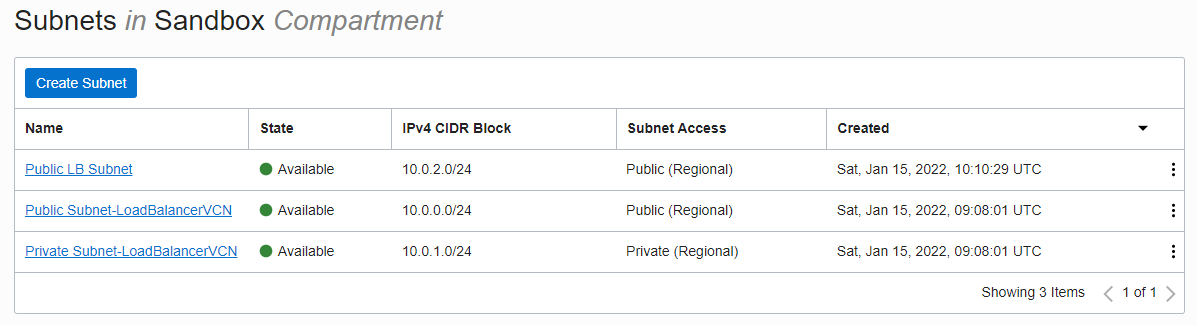 Subnets in Sandbox Compartment
Create Subnet
Name State IPv4 CIDR Block Subnet Access Created
Public LB Subnet Available 10.0.2.0/24 Public (Regional) Sat, Jan 15, 2022, 10:10:29 UTC
Public Subnet-LoadBalancerVCN Available 10.0.0.0/24 Public (Regional) Sat, Jan 15, 2022, 09:08:01 UTC
Private Subnet-LoadBalancerVCN Available 10.0.1.0/24 Private (Regional) Sat, Jan 15, 2022, 09:08:01 UTC
Showing 3 Items 1 of 1